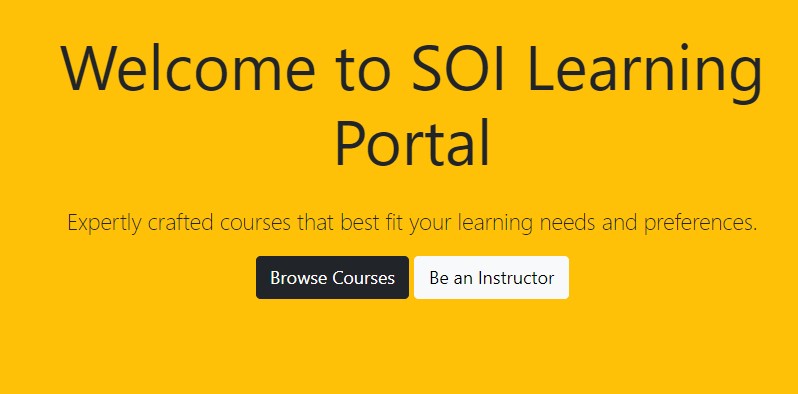 Welcome to SOI Learning
Portal
Expertly crafted courses that best fit your learning needs and preferences.
Browse Courses
Be an Instructor